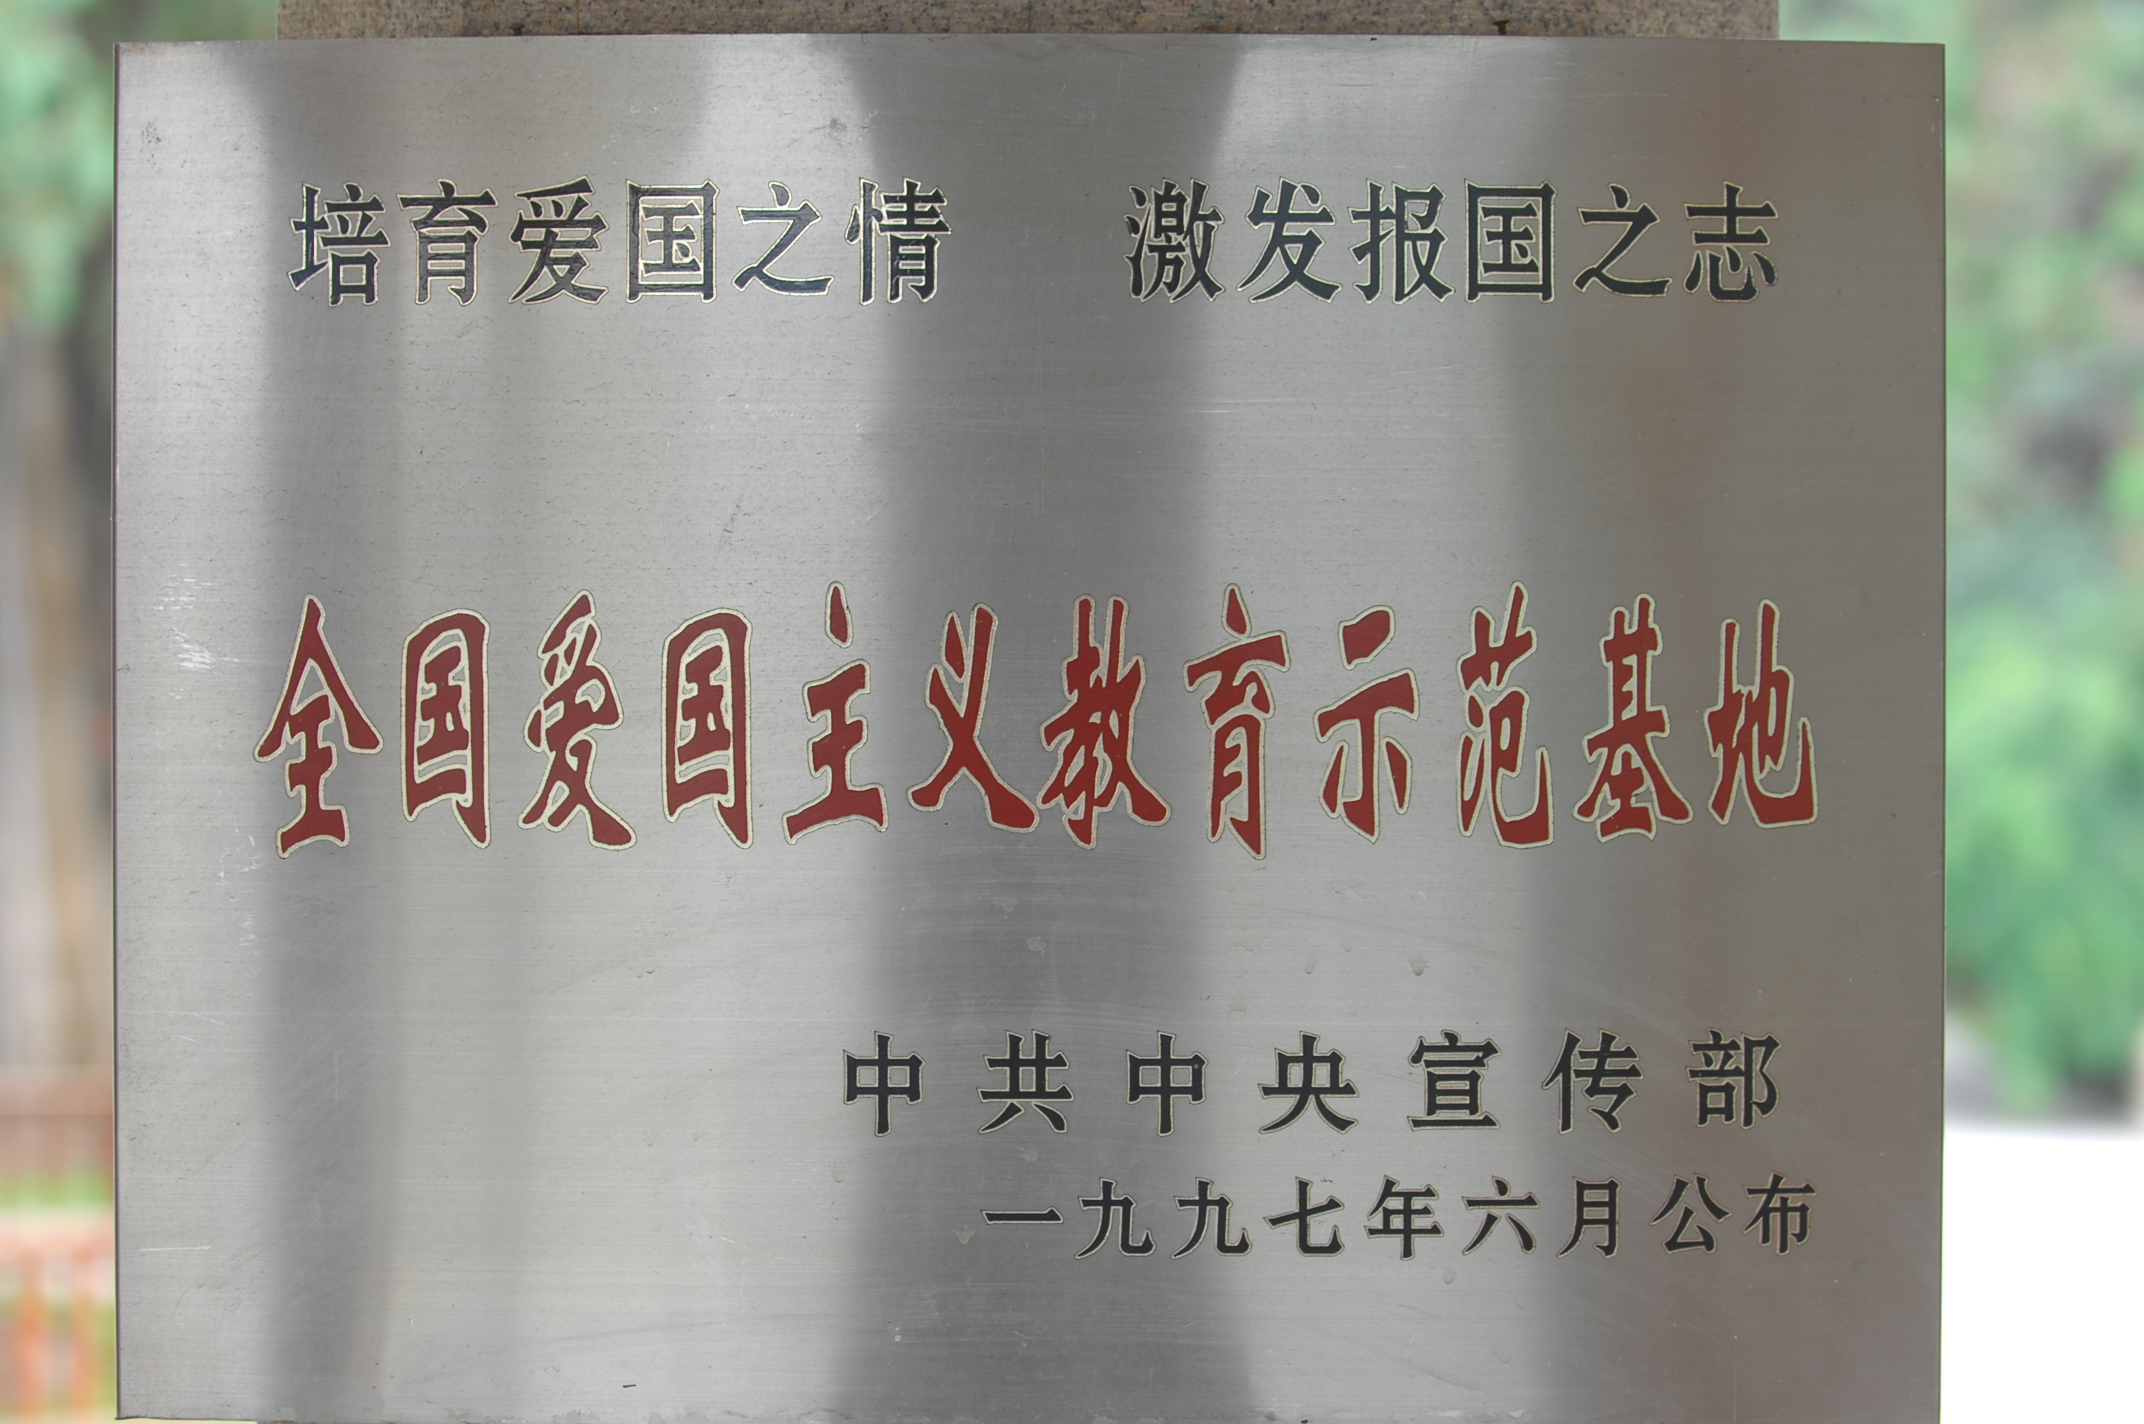 培育爱国之情 激发报国之志
全国爱国主义教育示范基地
中共中央宣传部
一九九七年六月公布